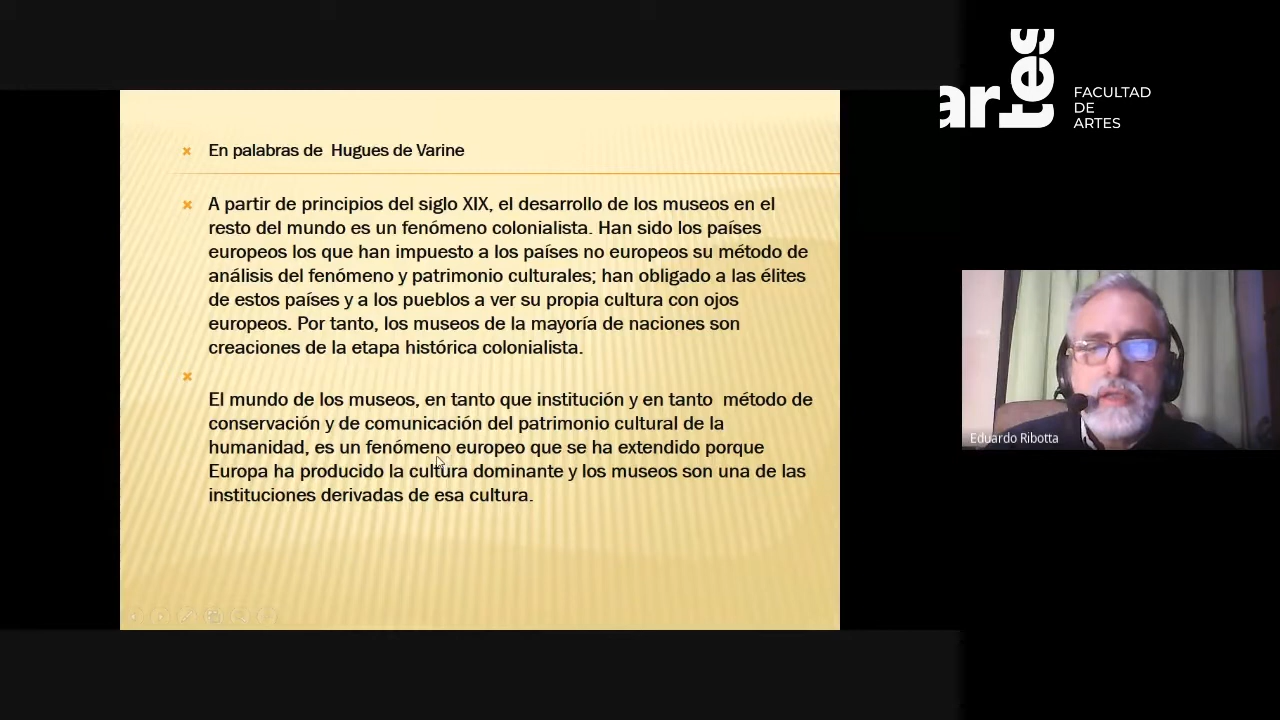 artes
FACULTAD
DE
ARTES
En palabras de  Hugues de Varine
A partir de principios del siglo XIX, el desarrollo de los museos en el
resto del mundo es un fenómeno colonialista. Han sido los países
europeos los que han impuesto a los países no europeos su método de
análisis del fenómeno y patrimonio culturales; han obligado a las élites
de estos países y a los pueblos a ver su propia cultura con ojos
europeos. Por tanto, los museos de la mayoría de naciones son
creaciones de la etapa histórica colonialista.
El mundo de los museos, en tanto que institución y en tanto  método de
conservación y de comunicación del patrimonio cultural de la
humanidad, es un fenómeno europeo que se ha extendido porque
Europa ha producido la cultura dominante y los museos son una de las
instituciones derivadas de esa cultura.
Eduardo Ribotta